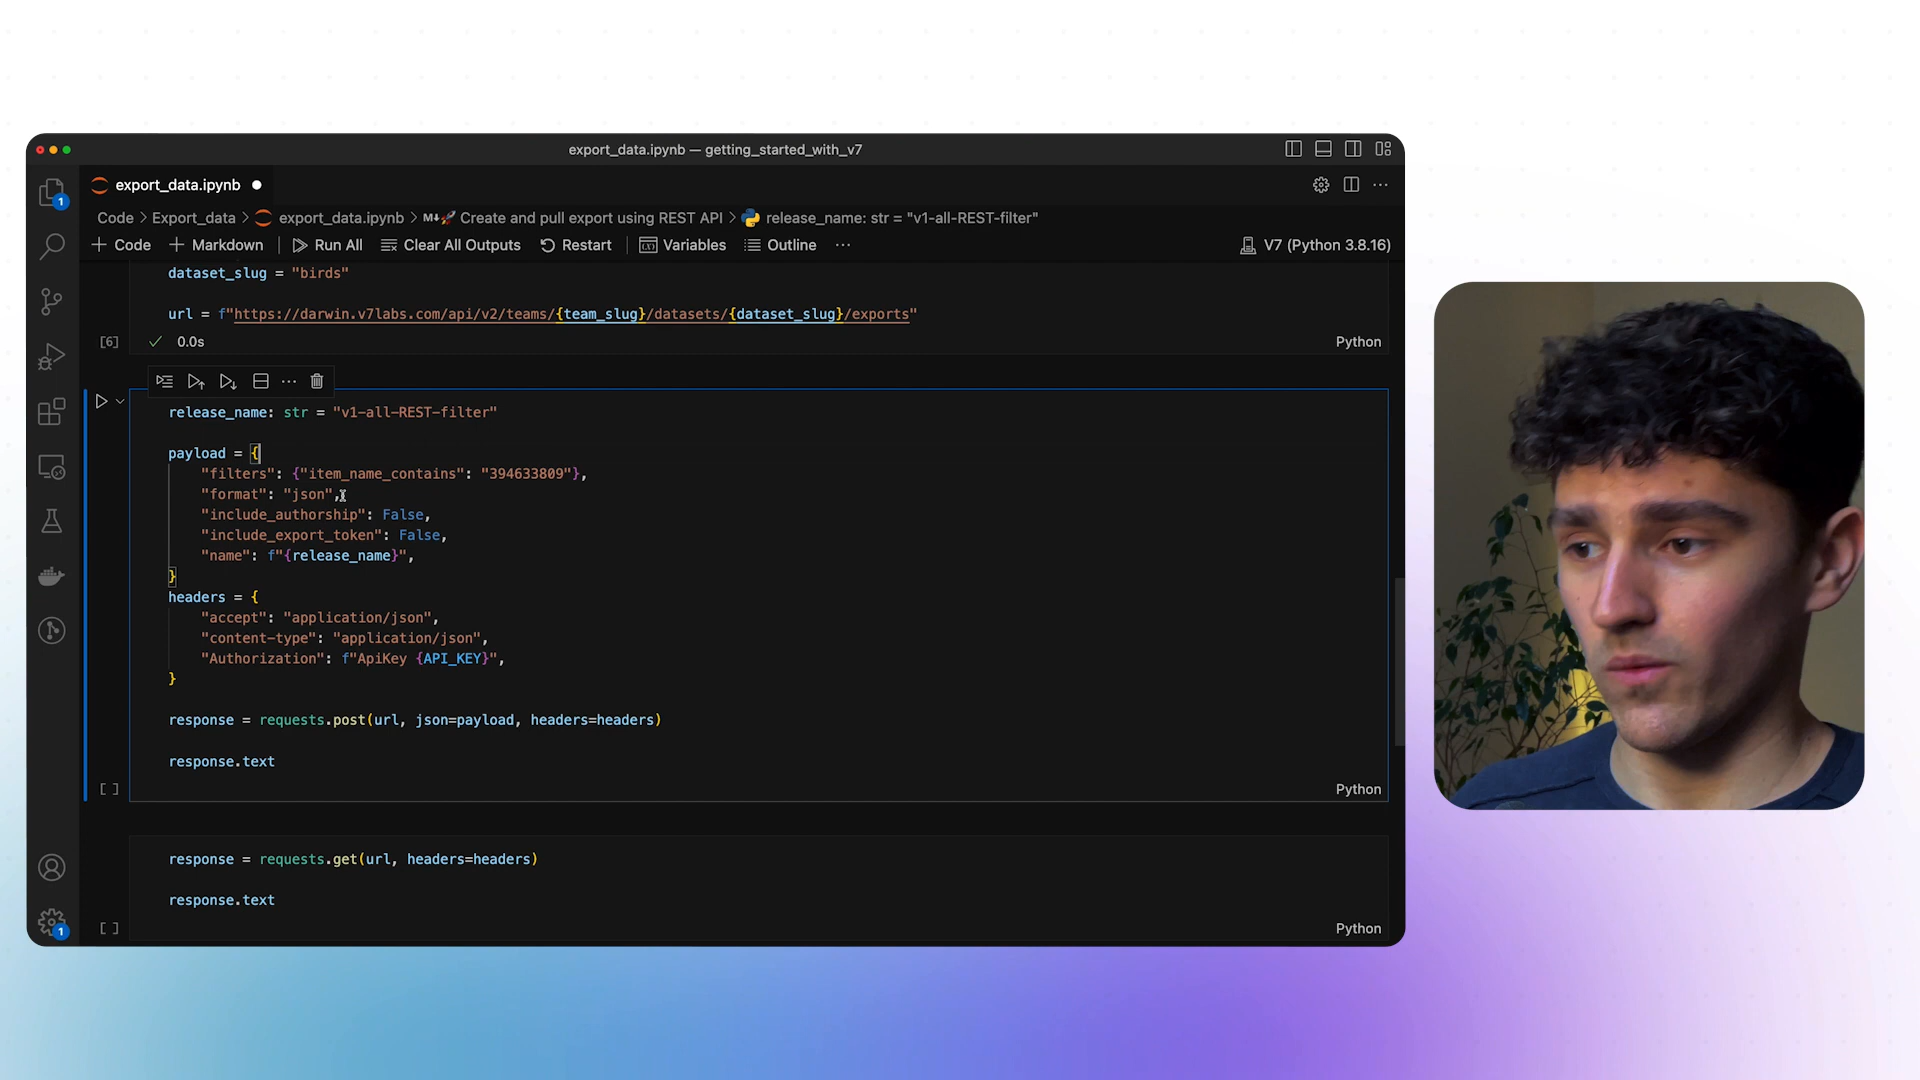 export_data.ipynb — getting_started_with_v7
export_data.ipynb
Code > Export_data > export_data.ipynb > M↓🚀 Create and pull export using REST API > release_name: str = "v1-all-REST-filter"
+ Code + Markdown Run All Clear All Outputs Restart Variables Outline ... V7 (Python 3.8.16)
1
dataset_slug = "birds"
url = f"https://darwin.v7labs.com/api/v2/teams/{team_slug}/datasets/{dataset_slug}/exports"
[6] ✓ 0.0s Python
release_name: str = "v1-all-REST-filter"
payload = {
"filters": {"item_name_contains": "394633809"},
"format": "json",
"include_authorship": False,
"include_export_token": False,
"name": f"{release_name}",
}
headers = {
"accept": "application/json",
"content-type": "application/json",
"Authorization": f"ApiKey {API_KEY}",
}
response = requests.post(url, json=payload, headers=headers)
response.text
[ ] Python
response = requests.get(url, headers=headers)
response.text
[ ] Python
1